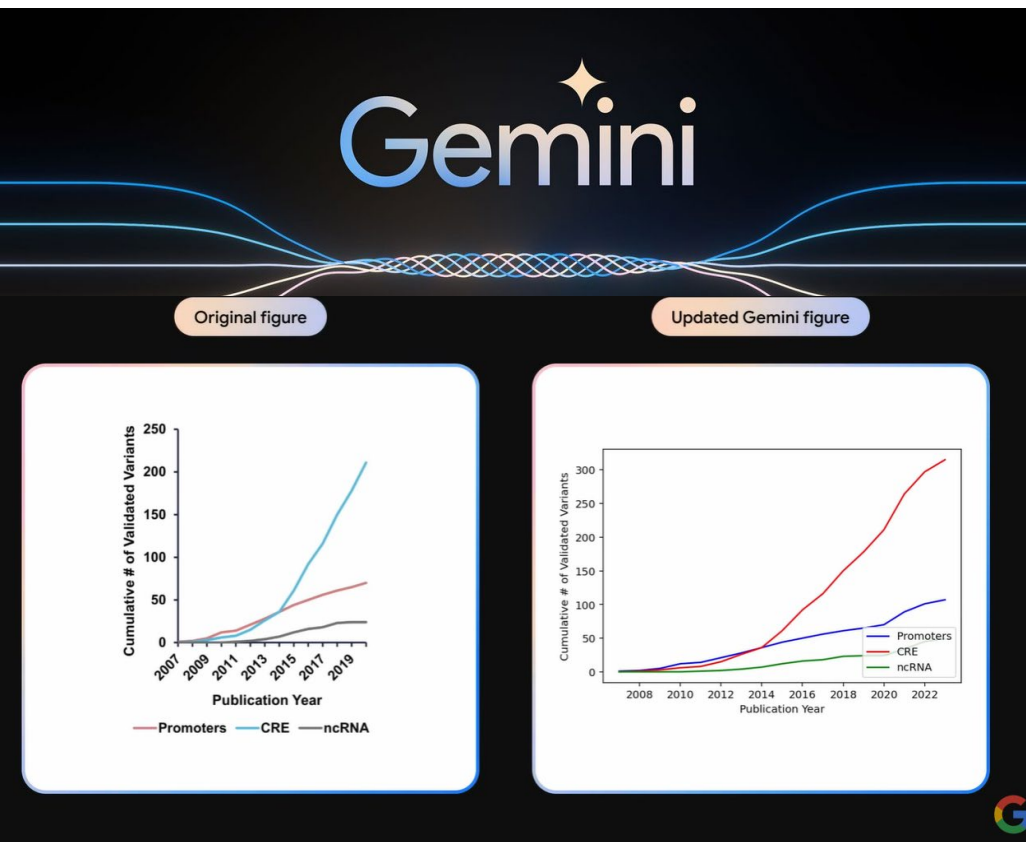 Gemini
Original figure
Updated Gemini figure
Cumulative # of Validated Variants
250
200
150
100
50
0
2007
2009
2011
2013
2015
2017
2019
Publication Year
Promoters
CRE
ncRNA
Cumulative # of Validated Variants
300
250
200
150
100
50
0
Promoters
CRE
ncRNA
2008
2010
2012
2014
2016
2018
2020
2022
Publication Year
G